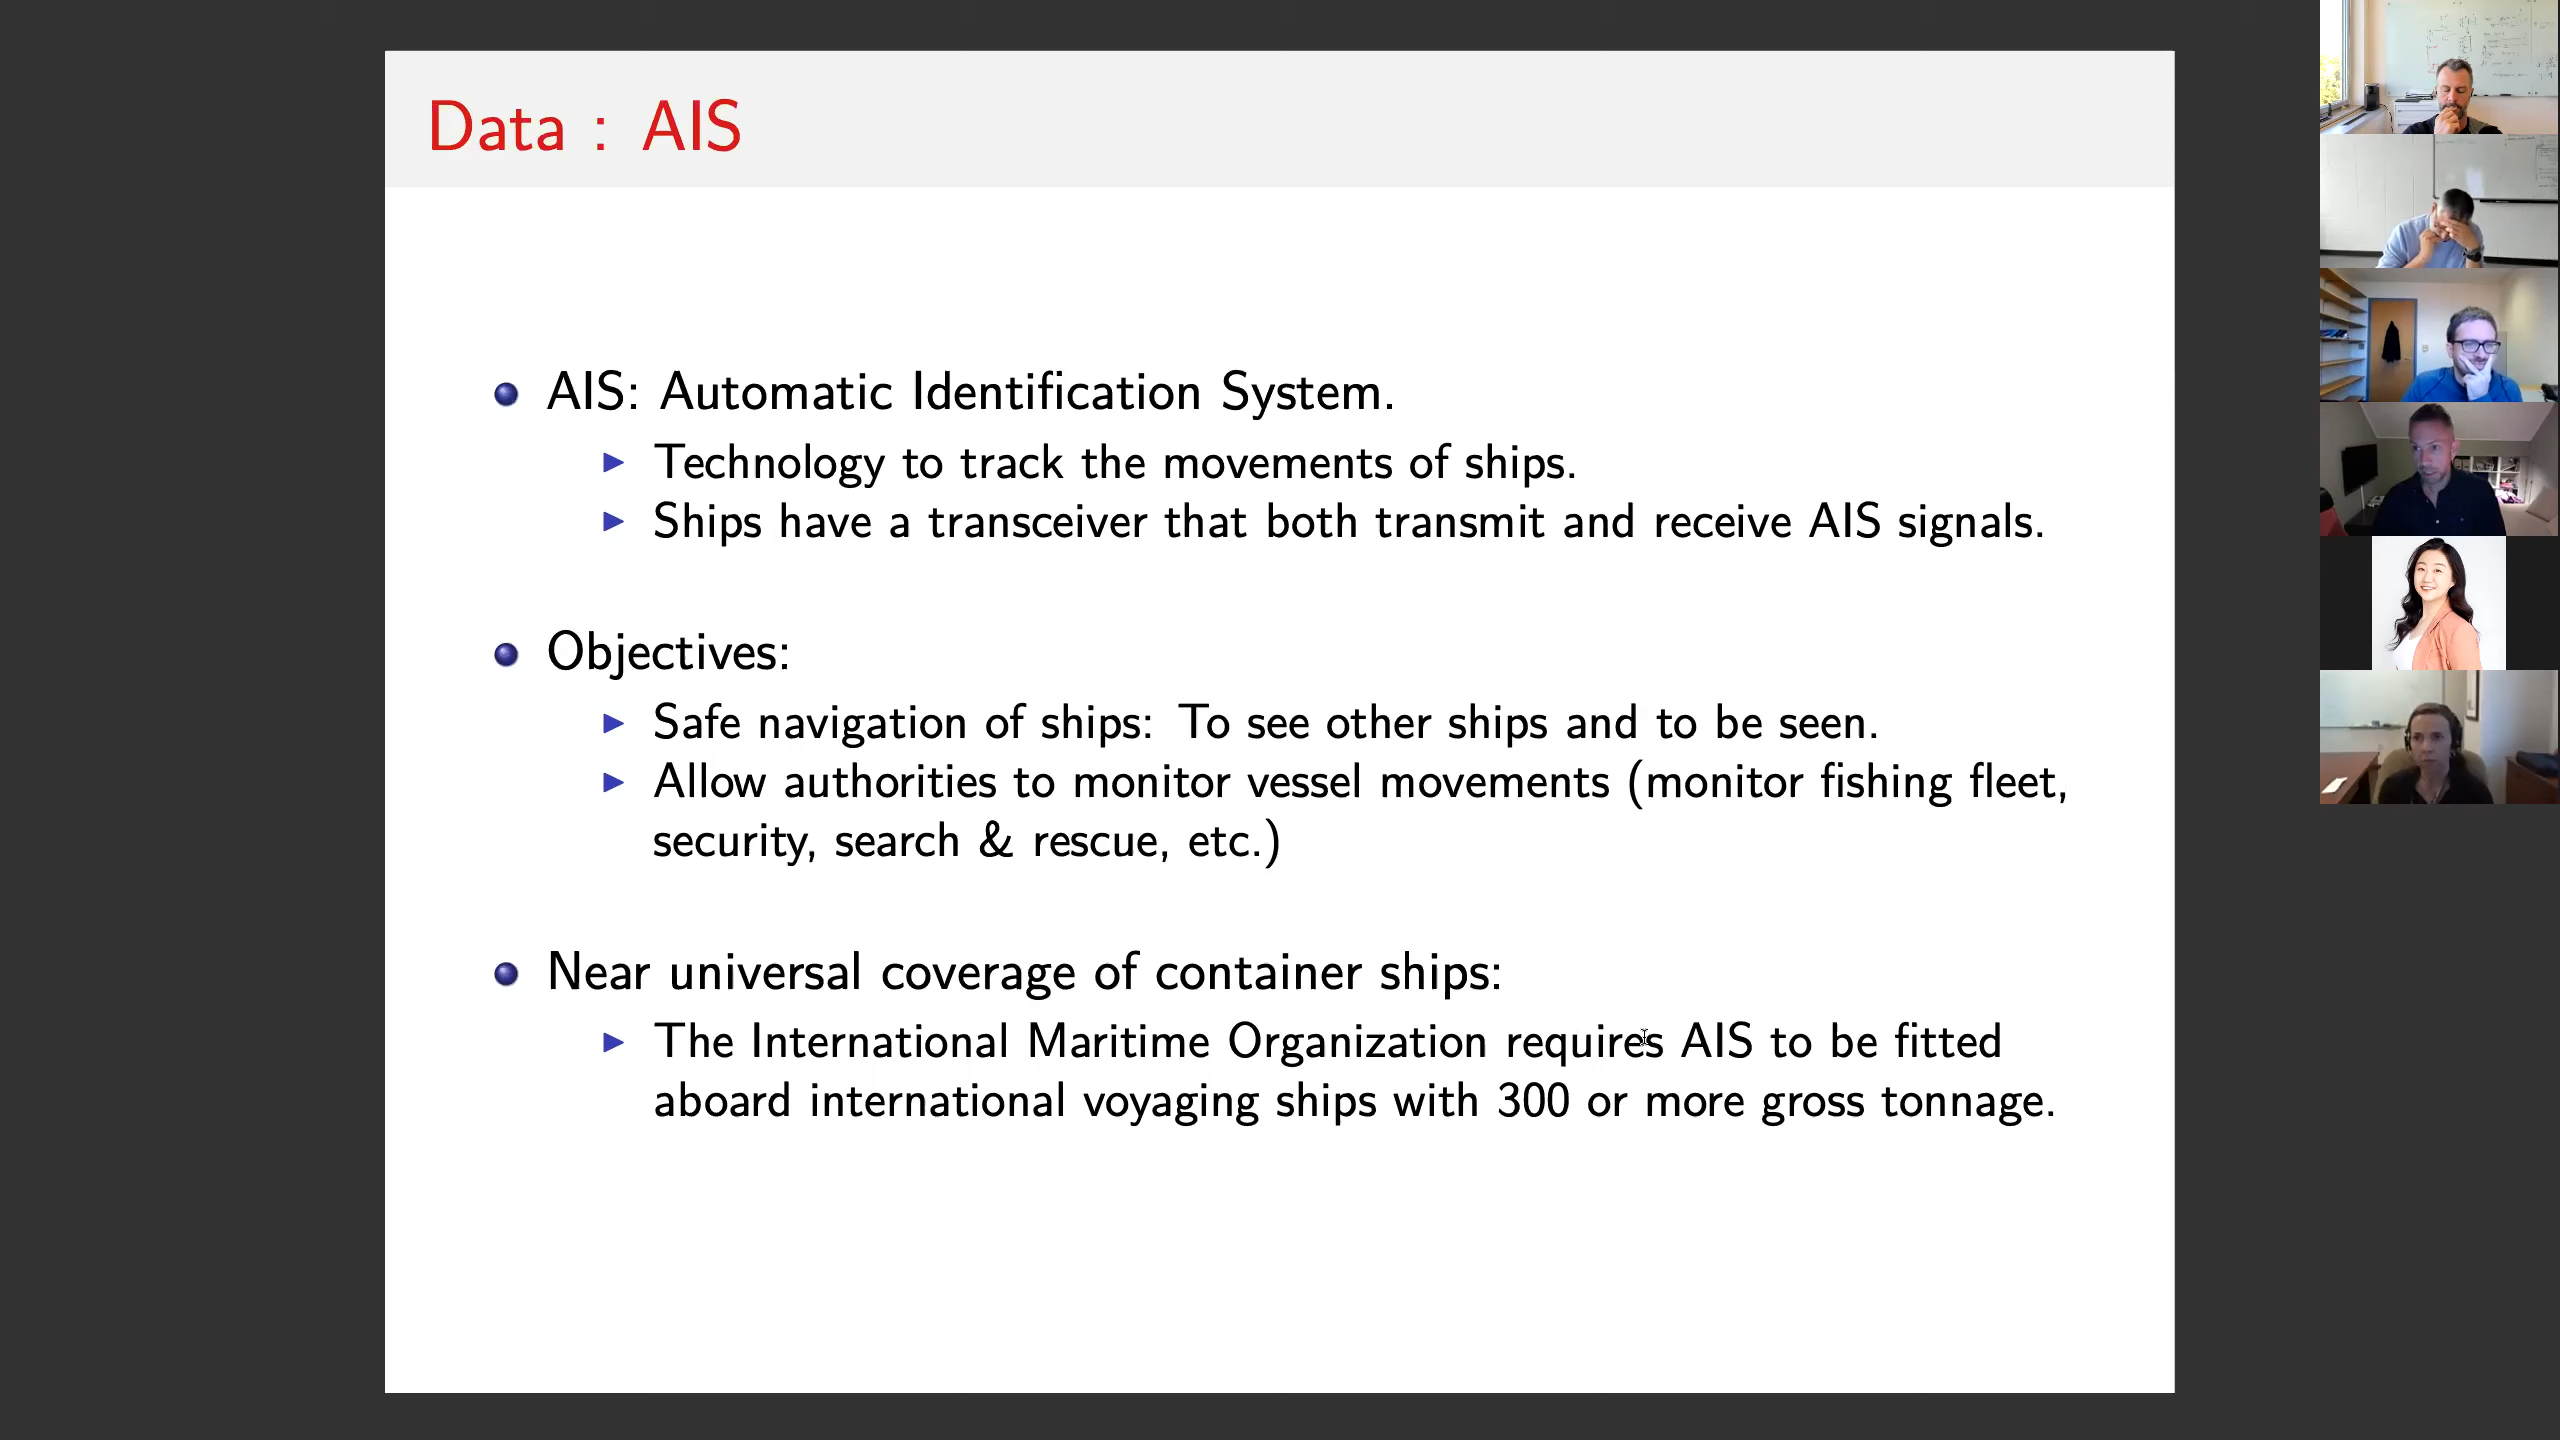 Data : AIS
AIS: Automatic Identification System.
Technology to track the movements of ships.
Ships have a transceiver that both transmit and receive AIS signals.
Objectives:
Safe navigation of ships: To see other ships and to be seen.
Allow authorities to monitor vessel movements (monitor fishing fleet,
security, search & rescue, etc.)
Near universal coverage of container ships:
The International Maritime Organization requires AIS to be fitted
aboard international voyaging ships with 300 or more gross tonnage.